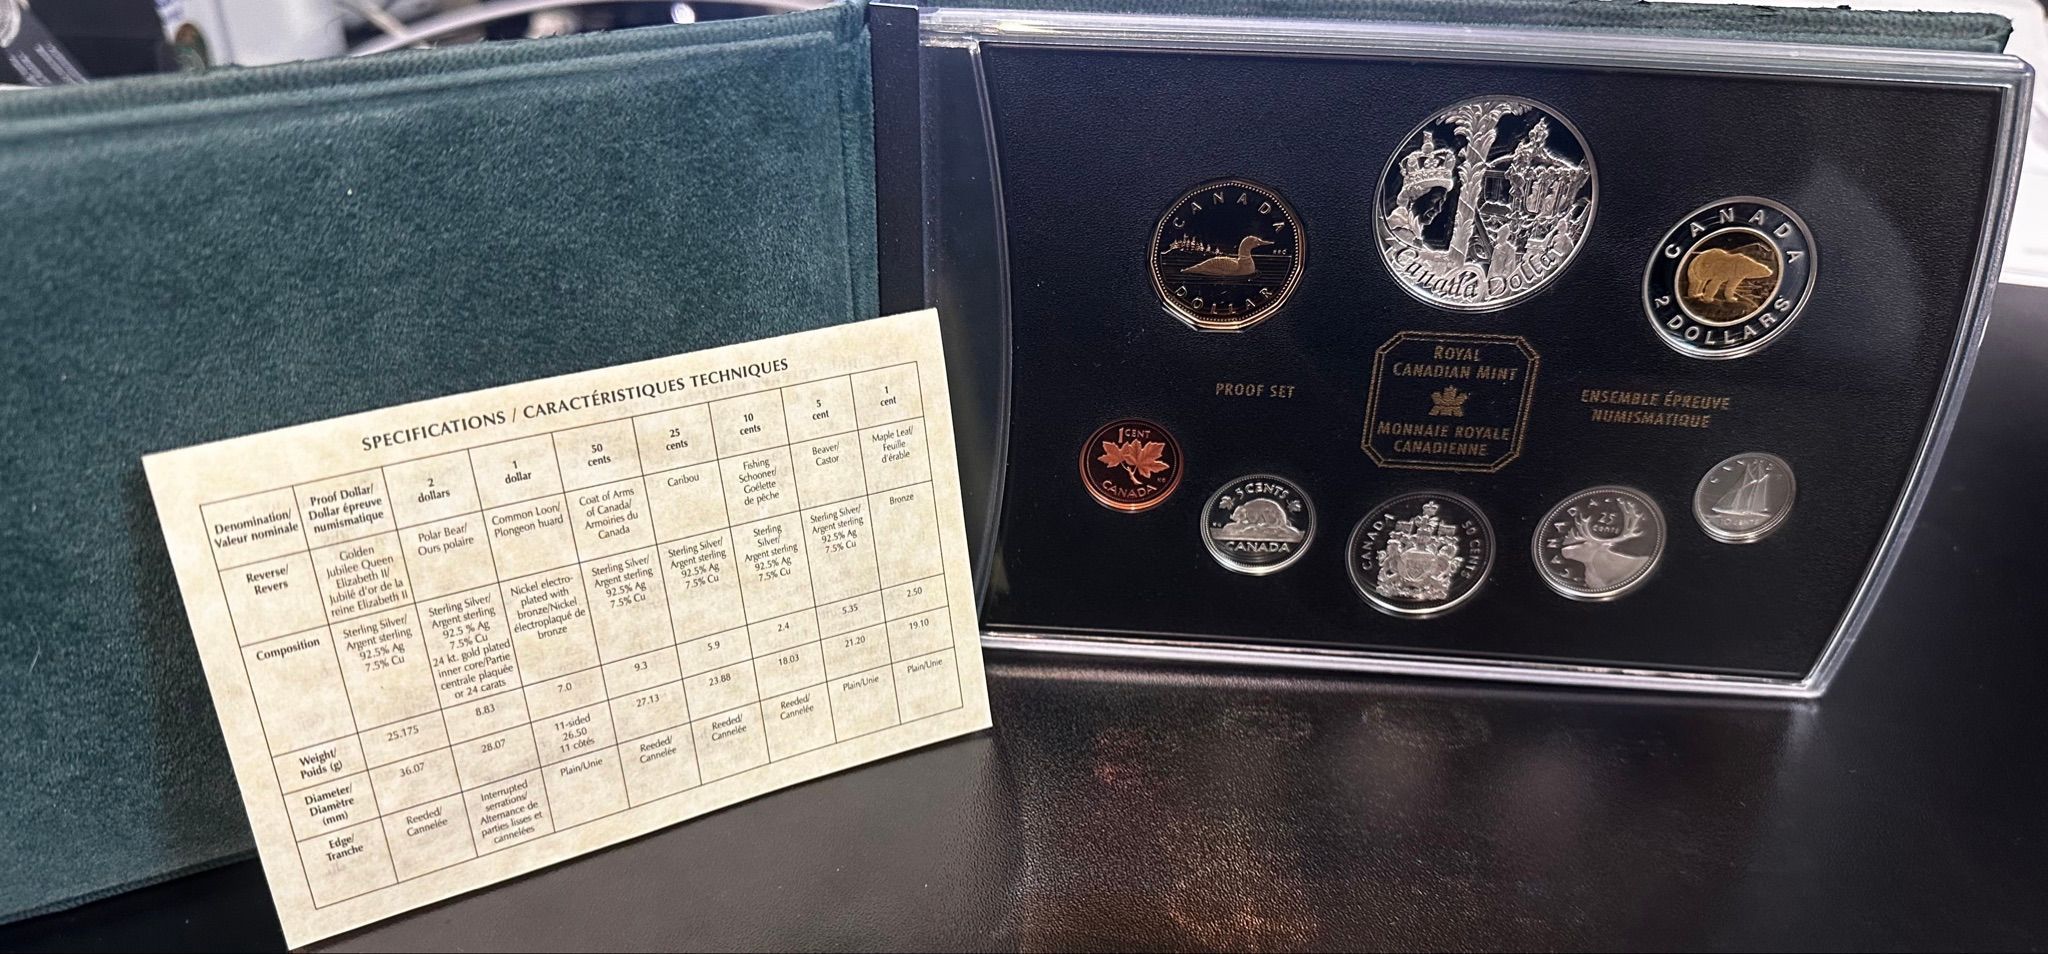 SPECIFICATIONS / CARACTÉRISTIQUES TECHNIQUES
Denomination/
Valeur nominale
Proof Dollar/
Dollar épreuve
numismatique
2
dollars
1
dollar
50
cents
25
cents
10
cents
5
cent
1
cent
Reverse/
Revers
Golden
Jubilee Queen
Elizabeth II/
Jubilé d'or de la
reine Elizabeth II
Polar Bear/
Ours polaire
Common Loon/
Plongeon huard
Coat of Arms
of Canada/
Armoiries du
Canada
Caribou
Fishing
Schooner/
Goélette
de pêche
Beaver/
Castor
Maple Leaf/
Feuille
d'érable
Composition
Sterling Silver/
Argent sterling
92.5% Ag
7.5% Cu
Sterling Silver/
Argent sterling
92.5 % Ag
7.5% Cu
24 kt. gold plated
inner core/Partie
centrale plaquée
or 24 carats
Nickel electro-
plated with
bronze/Nickel
électroplaqué de
bronze
Sterling Silver/
Argent sterling
92.5% Ag
7.5% Cu
Sterling Silver/
Argent sterling
92.5% Ag
7.5% Cu
Sterling
Silver/
Argent sterling
92.5% Ag
7.5% Cu
Sterling Silver/
Argent sterling
92.5% Ag
7.5% Cu
Bronze
Weight/
Poids (g)
25.175
8.83
7.0
9.3
5.9
2.4
5.35
2.50
Diameter/
Diamètre
(mm)
36.07
28.07
11-sided
26.50
11 côtés
27.13
23.88
18.03
21.20
19.10
Edge/
Tranche
Reeded/
Cannelée
Interrupted
serrations/
Alternance de
parties lisses et
cannelées
Plain/Unie
Reeded/
Cannelée
Reeded/
Cannelée
Reeded/
Cannelée
Plain/Unie
Plain/Unie
CANADA
DOLLAR
Canada Dollar
CANADA
2 DOLLARS
PROOF SET
ROYAL
CANADIAN MINT
MONNAIE ROYALE
CANADIENNE
ENSEMBLE ÉPREUVE
NUMISMATIQUE
1 CENT
CANADA
5 CENTS
CANADA
CANADA
50 CENTS
CANADA
25
CENTS